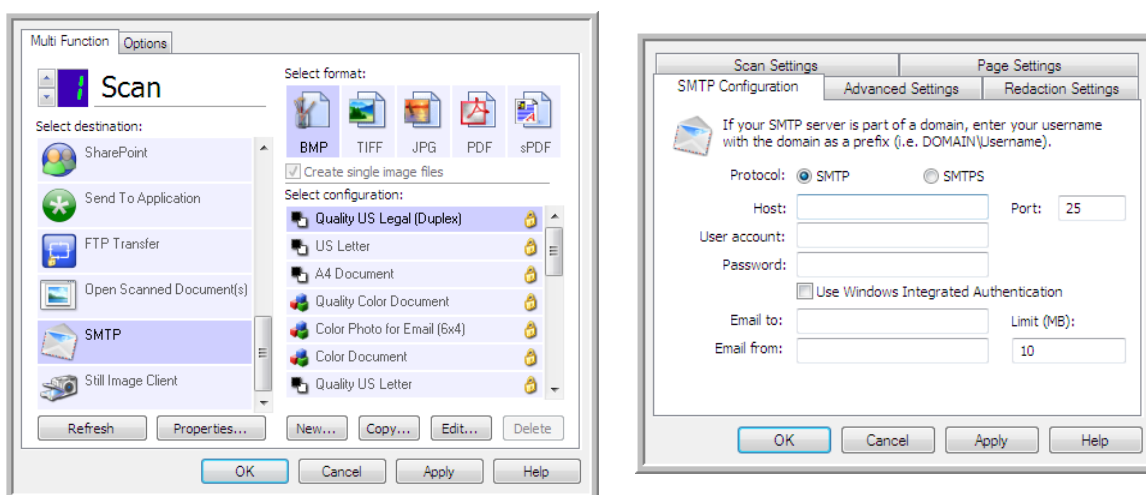 Multi Function
Options
1
Scan
Select destination:
SharePoint
Send To Application
FTP Transfer
Open Scanned Document(s)
SMTP
Still Image Client
Refresh
Properties...
Select format:
BMP
TIFF
JPG
PDF
sPDF
Create single image files
Select configuration:
Quality US Legal (Duplex)
US Letter
A4 Document
Quality Color Document
Color Photo for Email (6x4)
Color Document
Quality US Letter
New...
Copy...
Edit...
Delete
OK
Cancel
Apply
Help
Scan Settings
Page Settings
SMTP Configuration
Advanced Settings
Redaction Settings
If your SMTP server is part of a domain, enter your username
with the domain as a prefix (i.e. DOMAIN\Username).
Protocol:
SMTP
SMTPS
Host:
Port:
25
User account:
Password:
Use Windows Integrated Authentication
Email to:
Limit (MB):
Email from:
10
OK
Cancel
Apply
Help